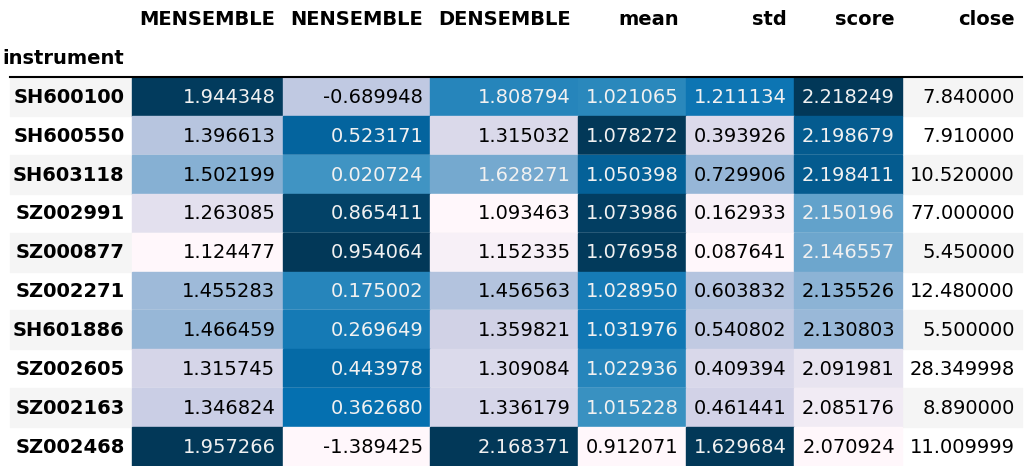 MENSEMBLE NENSEMBLE DENSEMBLE mean std score close
instrument
SH600100 1.944348 -0.689948 1.808794 1.021065 1.211134 2.218249 7.840000
SH600550 1.396613 0.523171 1.315032 1.078272 0.393926 2.198679 7.910000
SH603118 1.502199 0.020724 1.628271 1.050398 0.729906 2.198411 10.520000
SZ002991 1.263085 0.865411 1.093463 1.073986 0.162933 2.150196 77.000000
SZ000877 1.124477 0.954064 1.152335 1.076958 0.087641 2.146557 5.450000
SZ002271 1.455283 0.175002 1.456563 1.028950 0.603832 2.135526 12.480000
SH601886 1.466459 0.269649 1.359821 1.031976 0.540802 2.130803 5.500000
SZ002605 1.315745 0.443978 1.309084 1.022936 0.409394 2.091981 28.349998
SZ002163 1.346824 0.362680 1.336179 1.015228 0.461441 2.085176 8.890000
SZ002468 1.957266 -1.389425 2.168371 0.912071 1.629684 2.070924 11.009999